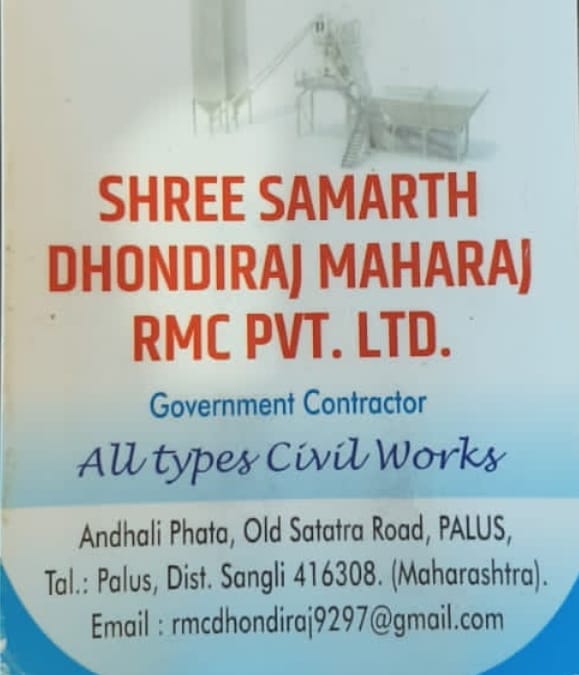 SHREE SAMARTH
DHONDIRAJ MAHARAJ
RMC PVT. LTD.
Government Contractor
All types Civil Works
Andhali Phata, Old Satatra Road, PALUS,
Tal.: Palus, Dist. Sangli 416308. (Maharashtra).
Email : rmcdhondiraj9297@gmail.com